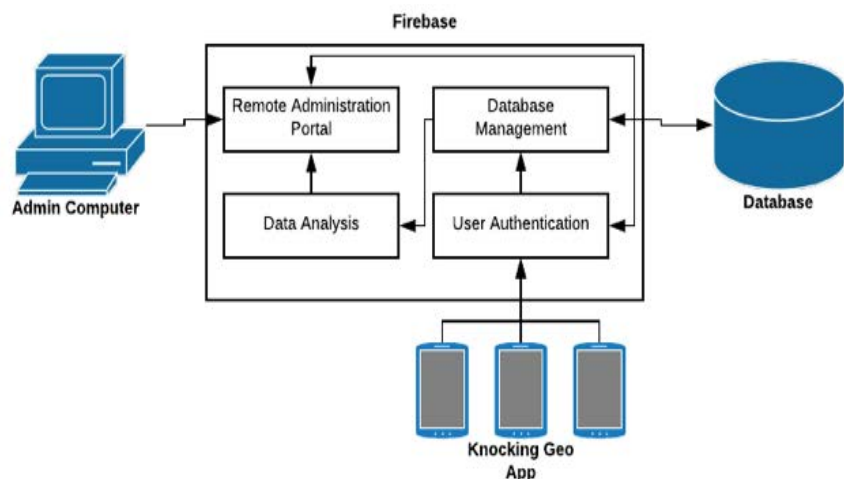 Firebase
Remote Administration
Portal
Database
Management
Data Analysis
User Authentication
Admin Computer
Database
Knocking Geo
App